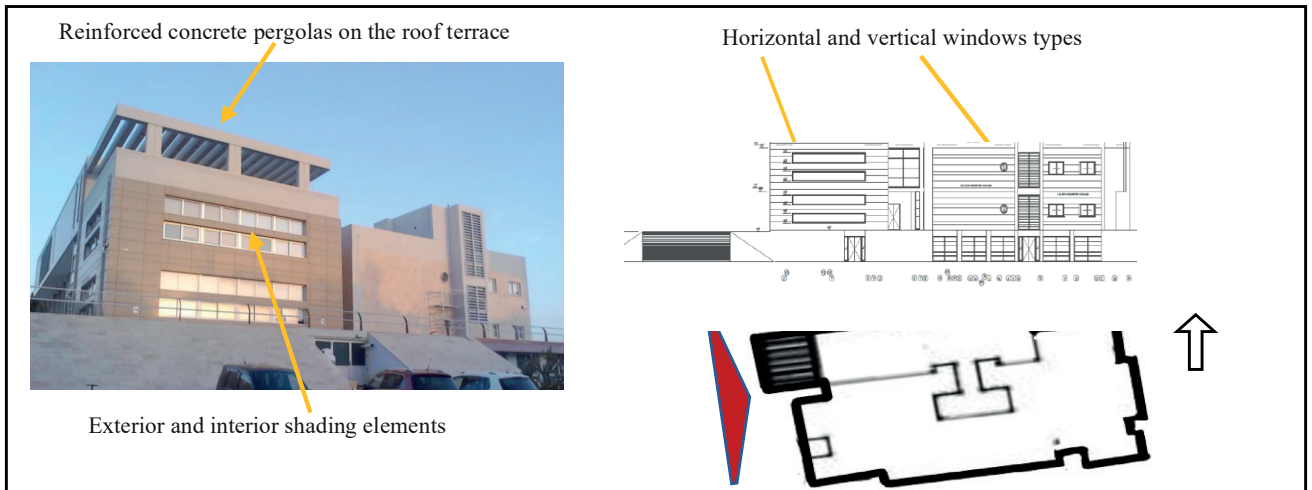 Reinforced concrete pergolas on the roof terrace
Horizontal and vertical windows types
Exterior and interior shading elements